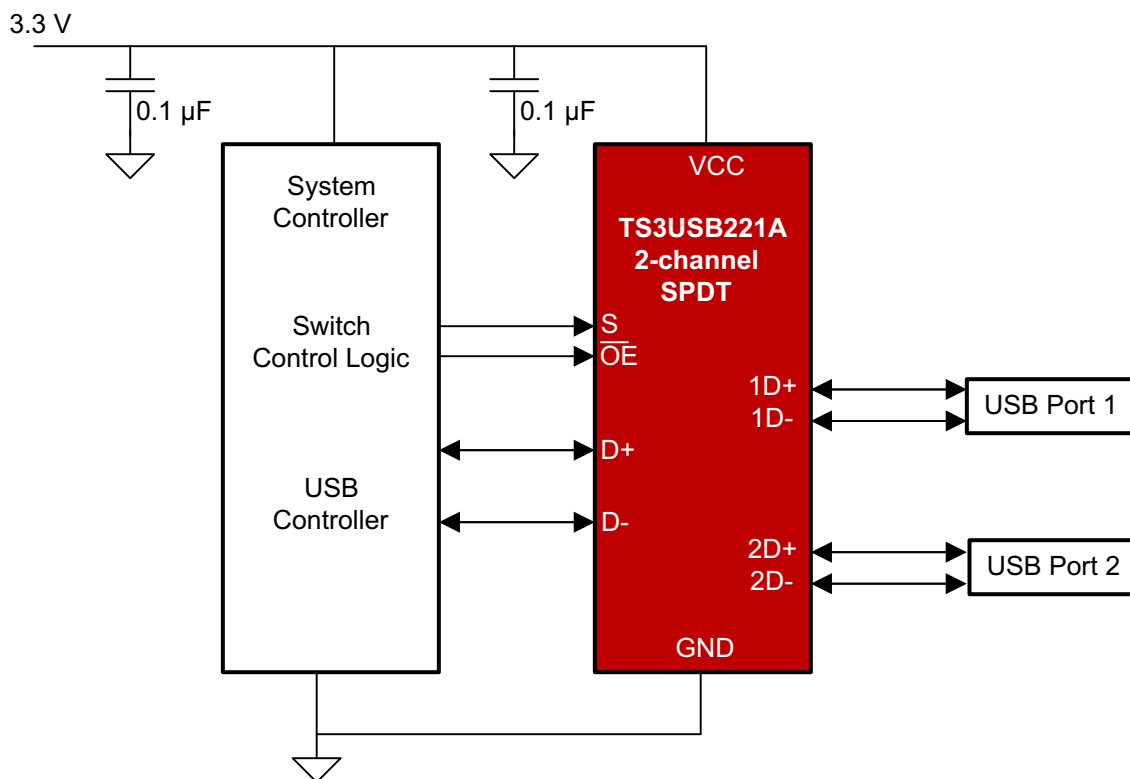 3.3 V
0.1 µF
0.1 µF
System
Controller
Switch
Control Logic
USB
Controller
VCC
TS3USB221A
2-channel
SPDT
S
O̅E̅
D+
D-
1D+
1D-
2D+
2D-
GND
USB Port 1
USB Port 2